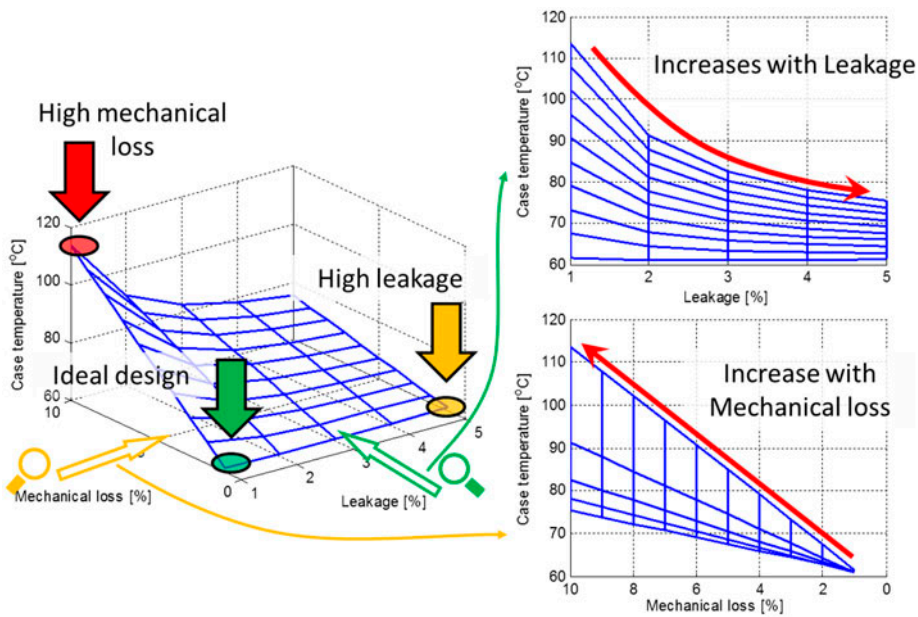 High mechanical
loss
120
100
80
60
Case temperature [°C]
10
0
Mechanical loss [%]
1
2
3
4
5
Leakage [%]
Ideal design
High leakage
Increases with Leakage
120
110
100
90
80
70
60
Case temperature [°C]
1
2
3
4
5
Leakage [%]
Increase with
Mechanical loss
120
110
100
90
80
70
60
Case temperature [°C]
10
8
6
4
2
0
Mechanical loss [%]